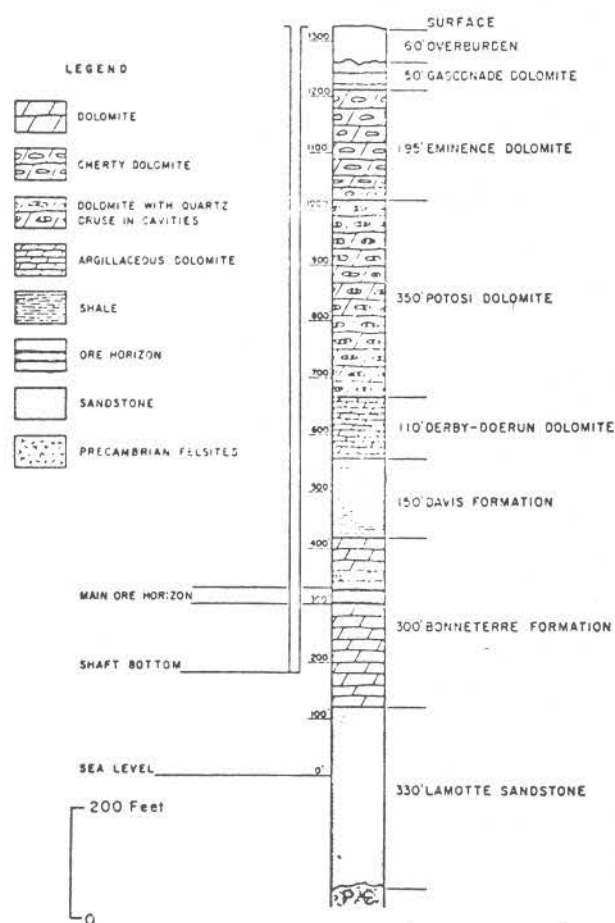 LEGEND
DOLOMITE
CHERTY DOLOMITE
DOLOMITE WITH QUARTZ
DRUSE IN CAVITIES
ARGILLACEOUS DOLOMITE
SHALE
ORE HORIZON
SANDSTONE
PRECAMBRIAN FELSITES
MAIN ORE HORIZON
SHAFT BOTTOM
SEA LEVEL
200 Feet
0
1300
1200
1100
1000
900
800
700
500
400
200
100'
0'
SURFACE
60' OVERBURDEN
50' GASCONADE DOLOMITE
195' EMINENCE DOLOMITE
350' POTOSI DOLOMITE
110' DERBY-DOERUN DOLOMITE
150' DAVIS FORMATION
300' BONNETERRE FORMATION
330' LAMOTTE SANDSTONE